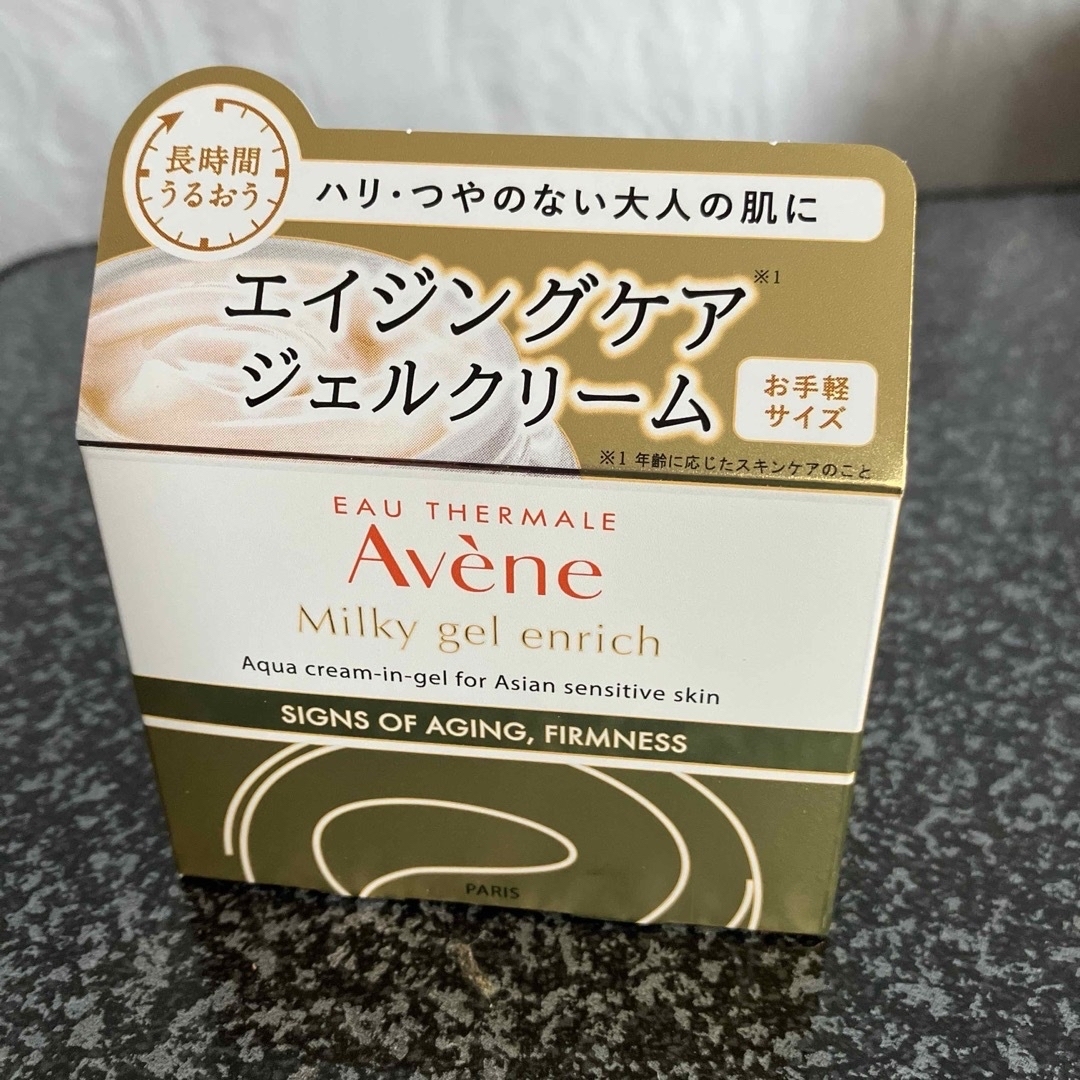 長時間
うるおう
ハリ・つやのない大人の肌に
エイジングケア※1
ジェルクリーム
お手軽
サイズ
※1 年齢に応じたスキンケアのこと
EAU THERMALE
Avène
Milky gel enrich
Aqua cream-in-gel for Asian sensitive skin
SIGNS OF AGING, FIRMNESS
PARIS